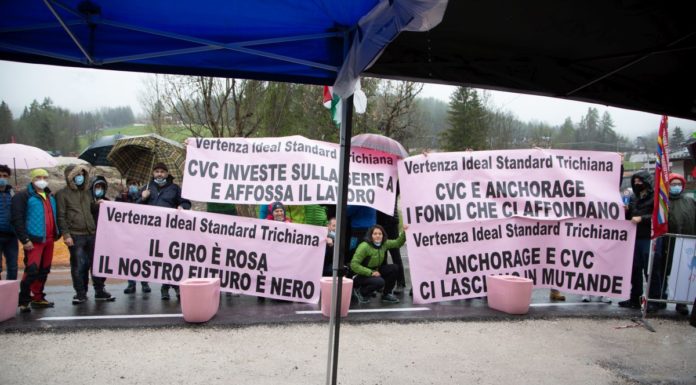 Vertenza Ideal Standard Trichiana
CVC INVESTE SULLA SERIE A
E AFFOSSA IL LAVORO
Vertenza Ideal Standard Trichiana
IL GIRO È ROSA
IL NOSTRO FUTURO È NERO
Vertenza Ideal Standard Trichiana
CVC E ANCHORAGE
I FONDI CHE CI AFFONDANO
Vertenza Ideal Standard Trichiana
ANCHORAGE E CVC
CI LASCIANO IN MUTANDE